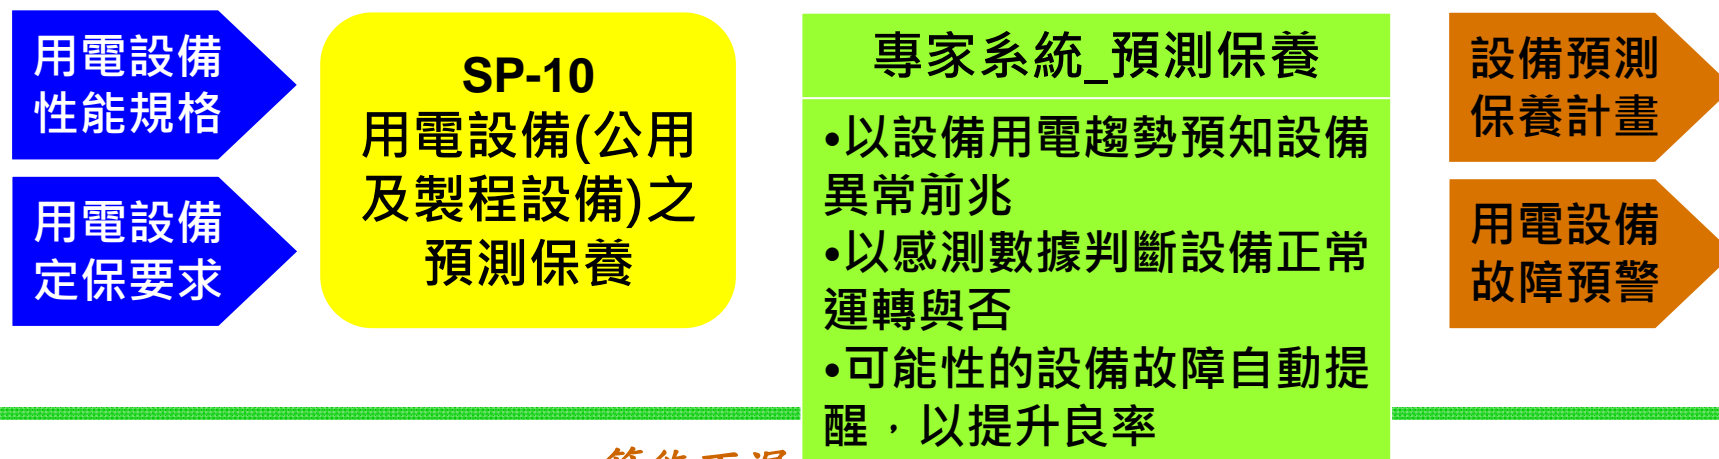 用電設備
性能規格
用電設備
定保要求
SP-10
用電設備(公用
及製程設備)之
預測保養
專家系統_預測保養
•以設備用電趨勢預知設備
異常前兆
•以感測數據判斷設備正常
運轉與否
•可能性的設備故障自動提
醒，以提升良率
設備預測
保養計畫
用電設備
故障預警